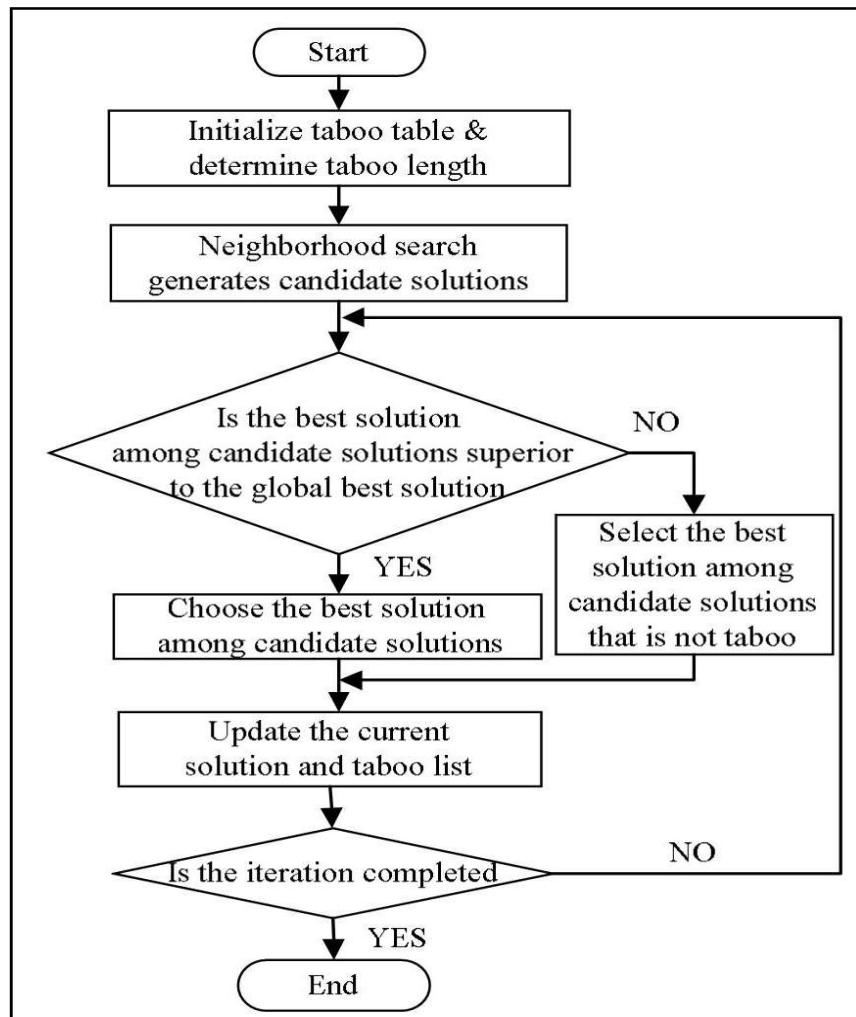 Start
Initialize taboo table &
determine taboo length
Neighborhood search
generates candidate solutions
Is the best solution
among candidate solutions superior
to the global best solution
NO
YES
Select the best
solution among
candidate solutions
that is not taboo
Choose the best solution
among candidate solutions
Update the current
solution and taboo list
Is the iteration completed
NO
YES
End